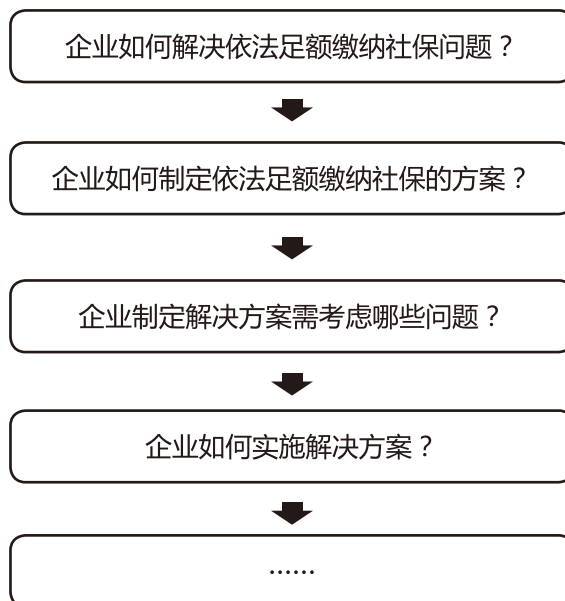 企业如何解决依法足额缴纳社保问题？
企业如何制定依法足额缴纳社保的方案？
企业制定解决方案需考虑哪些问题？
企业如何实施解决方案？
……